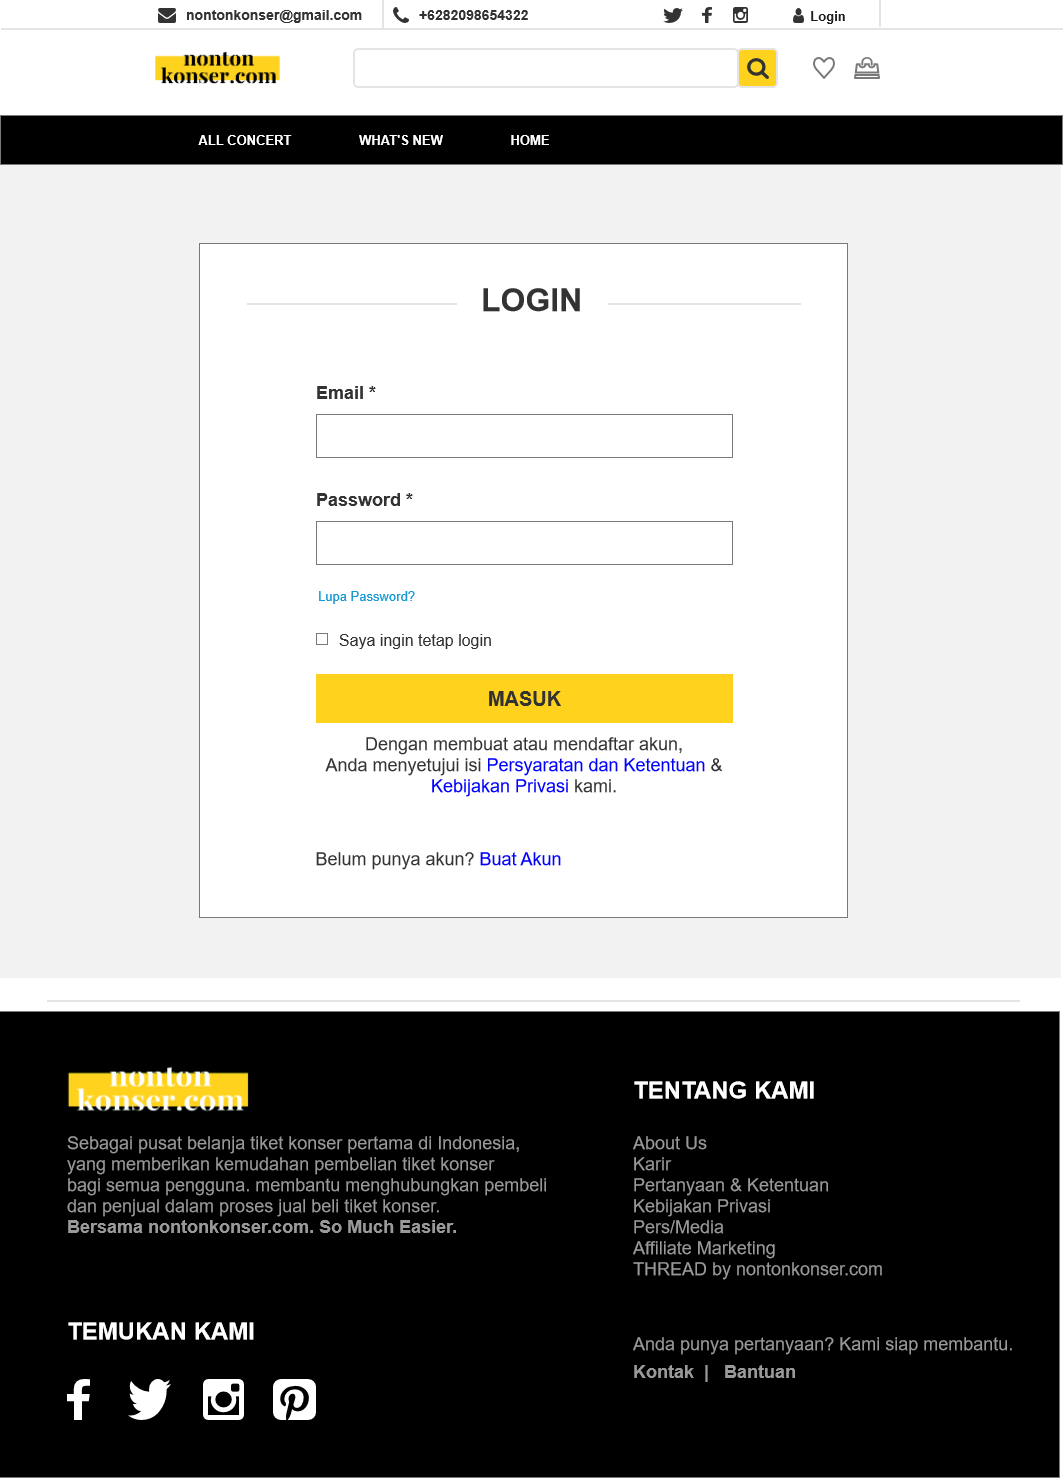 nontonkonser@gmail.com
+6282098654322
Login
nonton
konser.com
ALL CONCERT
WHAT'S NEW
HOME
LOGIN
Email *
Password *
Lupa Password?
Saya ingin tetap login
MASUK
Dengan membuat atau mendaftar akun,
Anda menyetujui isi Persyaratan dan Ketentuan &
Kebijakan Privasi kami.
Belum punya akun? Buat Akun
nonton
konser.com
Sebagai pusat belanja tiket konser pertama di Indonesia,
yang memberikan kemudahan pembelian tiket konser
bagi semua pengguna. membantu menghubungkan pembeli
dan penjual dalam proses jual beli tiket konser.
Bersama nontonkonser.com. So Much Easier.
TEMUKAN KAMI
TENTANG KAMI
About Us
Karir
Pertanyaan & Ketentuan
Kebijakan Privasi
Pers/Media
Affiliate Marketing
THREAD by nontonkonser.com
Anda punya pertanyaan? Kami siap membantu.
Kontak | Bantuan